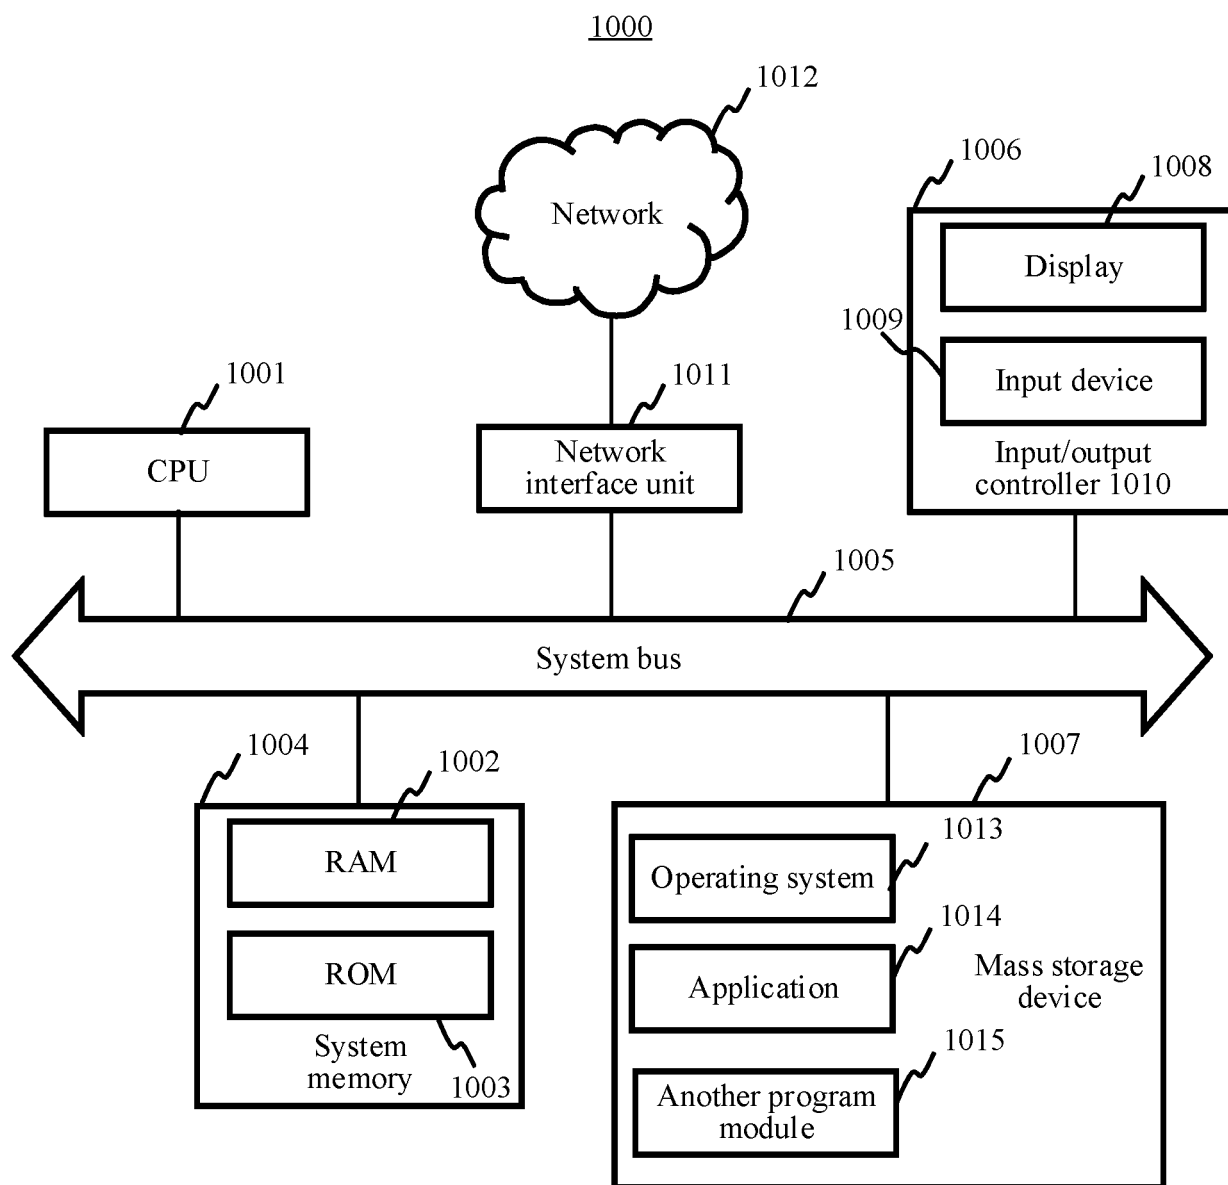 1000
1012
Network
1006
1008
Display
1009
Input device
Input/output
controller 1010
1001
CPU
1011
Network
interface unit
1005
System bus
1004
1002
RAM
ROM
System
memory
1003
1007
1013
Operating system
1014
Application
Mass storage
device
1015
Another program
module